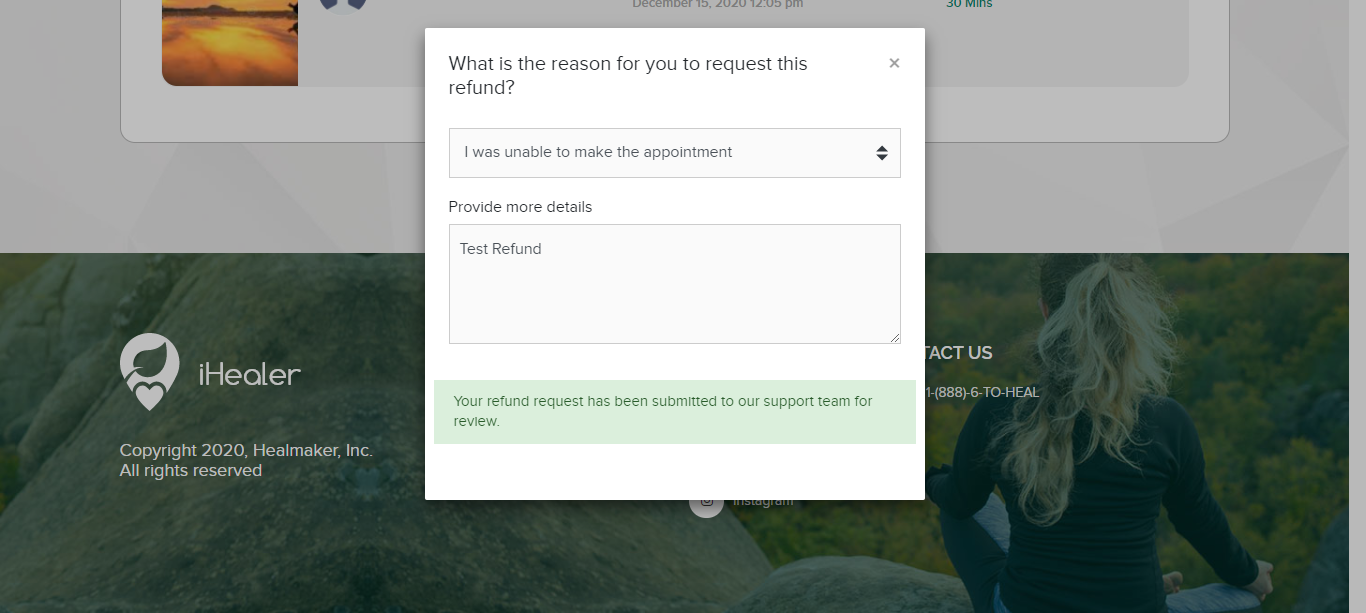 December 15, 2020 12:05 pm
30 Mins
What is the reason for you to request this
refund?
×
I was unable to make the appointment
Provide more details
Test Refund
Your refund request has been submitted to our support team for
review.
iHealer
Copyright 2020, Healmaker, Inc.
All rights reserved
TACT US
1-(888)-6-TO-HEAL
Instagram